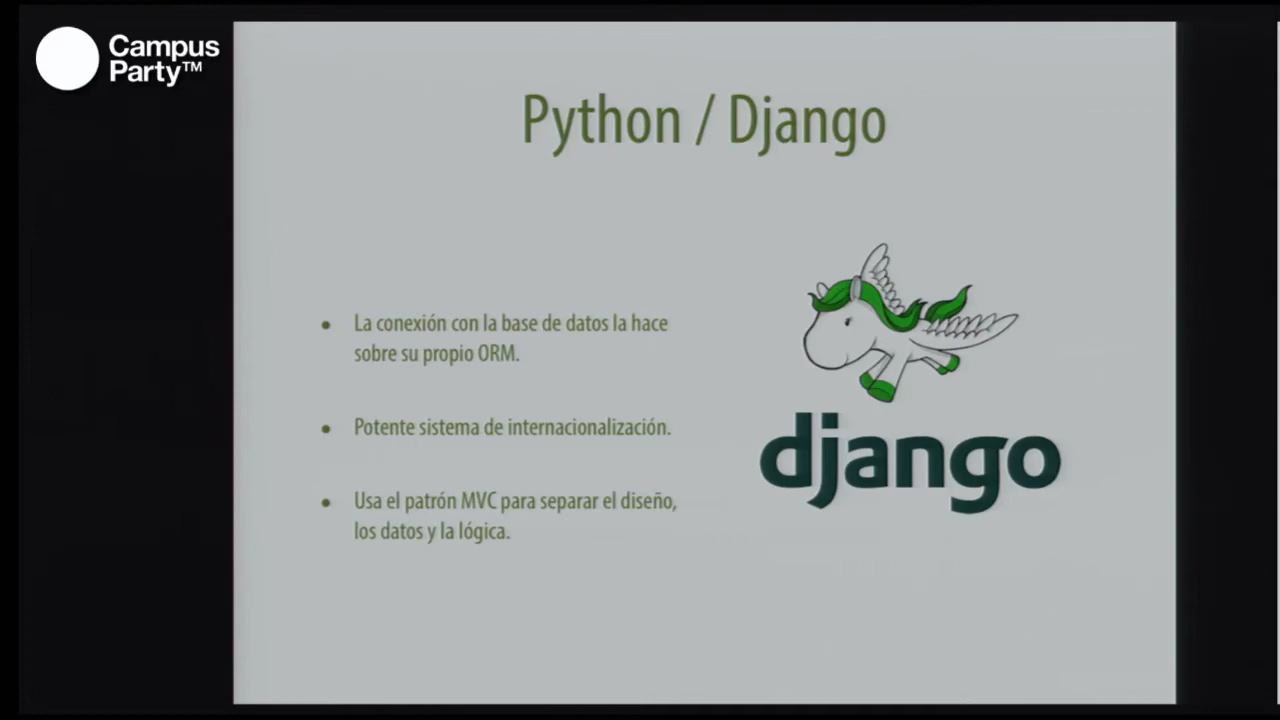 Campus
Party™
Python / Django
• La conexión con la base de datos la hace
sobre su propio ORM.
• Potente sistema de internacionalización.
• Usa el patrón MVC para separar el diseño,
los datos y la lógica.
django